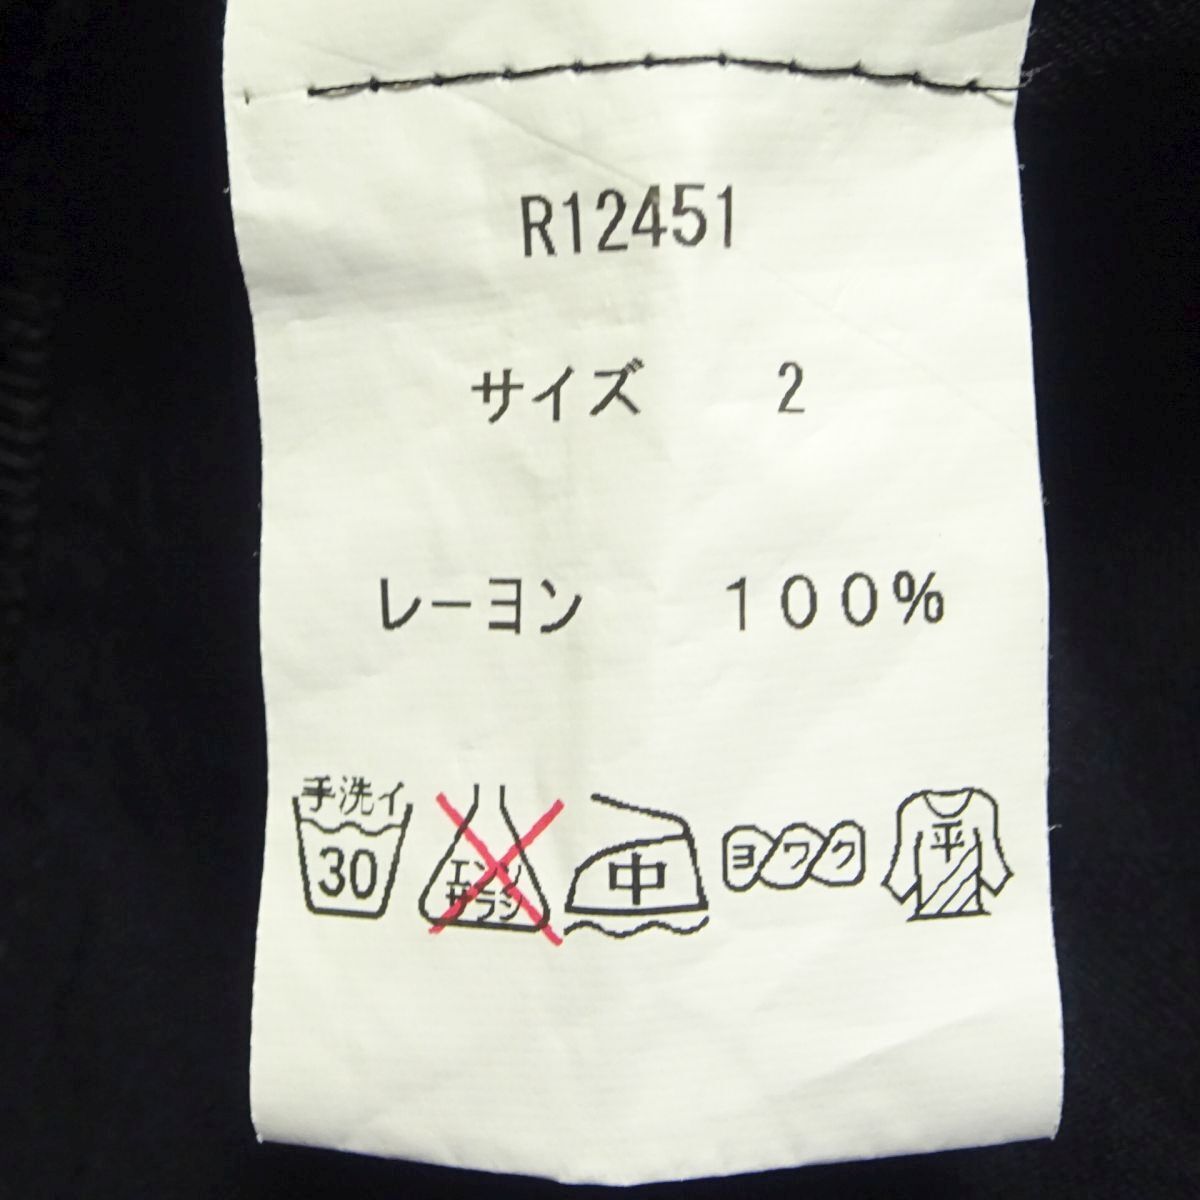 R12451
サイズ 2
レーヨン 100%
手洗イ
30
エンソ
サラシ
中
ヨワク
平